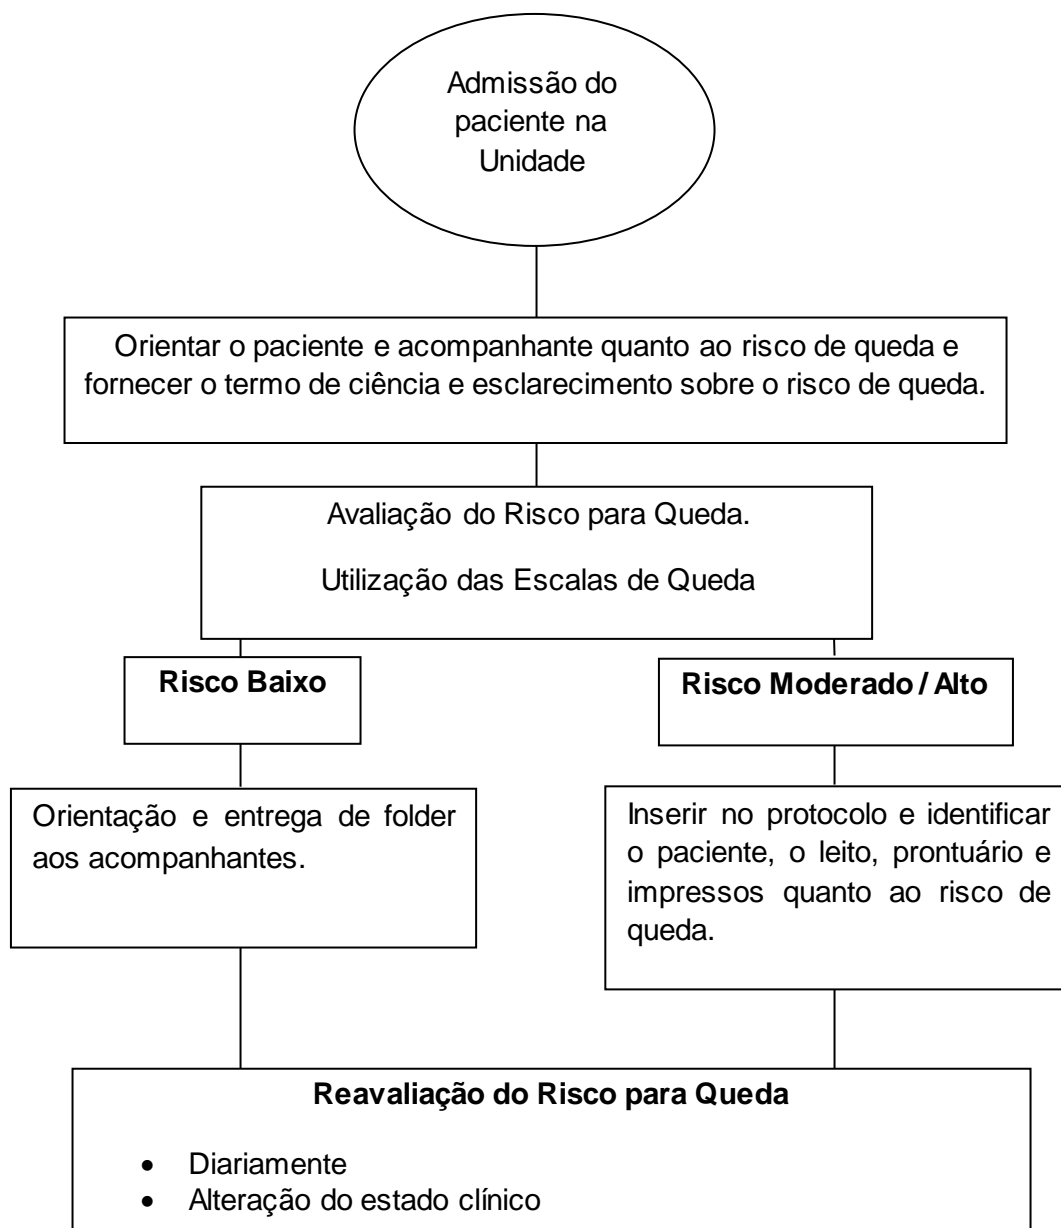 Admissão do
paciente na
Unidade
Orientar o paciente e acompanhante quanto ao risco de queda e
fornecer o termo de ciência e esclarecimento sobre o risco de queda.
Avaliação do Risco para Queda.
Utilização das Escalas de Queda
Risco Baixo
Risco Moderado / Alto
Orientação e entrega de folder
aos acompanhantes.
Inserir no protocolo e identificar
o paciente, o leito, prontuário e
impressos quanto ao risco de
queda.
Reavaliação do Risco para Queda
• Diariamente
• Alteração do estado clínico